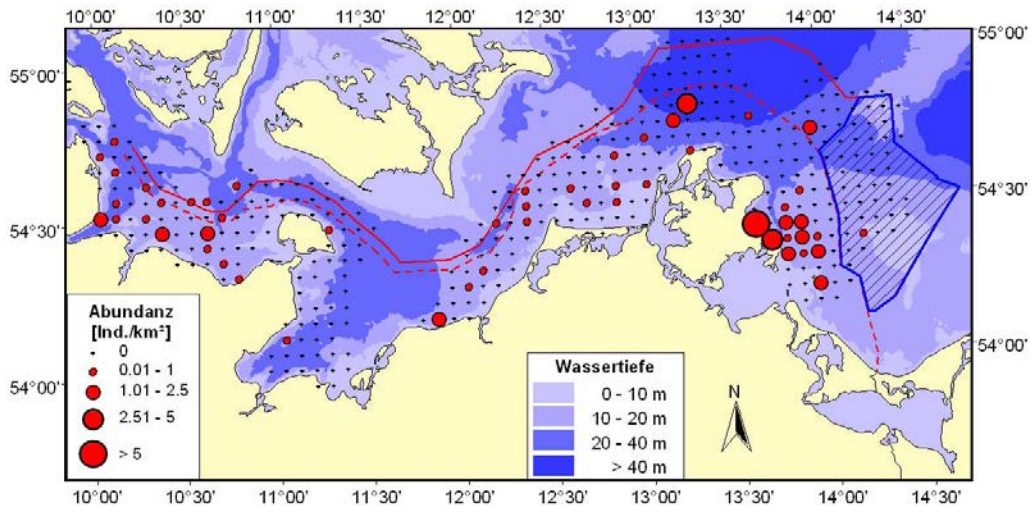 10°00' 10°30' 11°00' 11°30' 12°00' 12°30' 13°00' 13°30' 14°00' 14°30'
55°00' 55°00'
54°30' 54°30'
54°00' 54°00'
Abundanz
[Ind./km²]
0
0.01 - 1
1.01 - 2.5
2.51 - 5
> 5
Wassertiefe
0 - 10 m
10 - 20 m
20 - 40 m
> 40 m
N
10°00' 10°30' 11°00' 11°30' 12°00' 12°30' 13°00' 13°30' 14°00' 14°30'